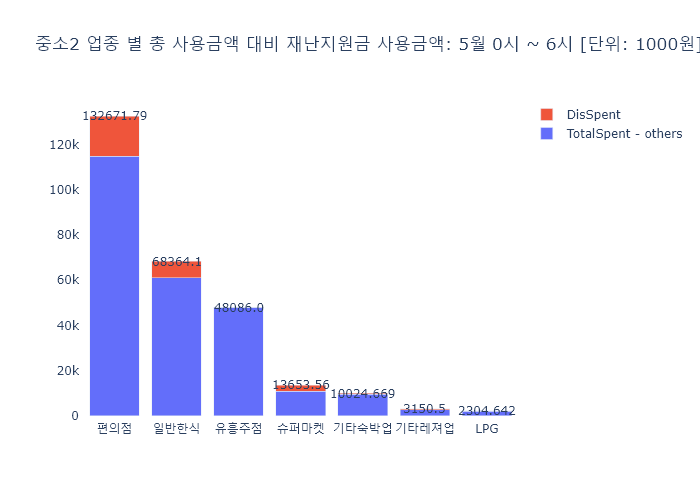 중소2 업종 별 총 사용금액 대비 재난지원금 사용금액: 5월 0시 ~ 6시 [단위: 1000원]
DisSpent
TotalSpent - others
120k
100k
80k
60k
40k
20k
0
132671.79
68364.1
48086.0
13653.56
10024.669
3150.5
2304.642
편의점
일반한식
유흥주점
슈퍼마켓
기타숙박업
기타레져업
LPG